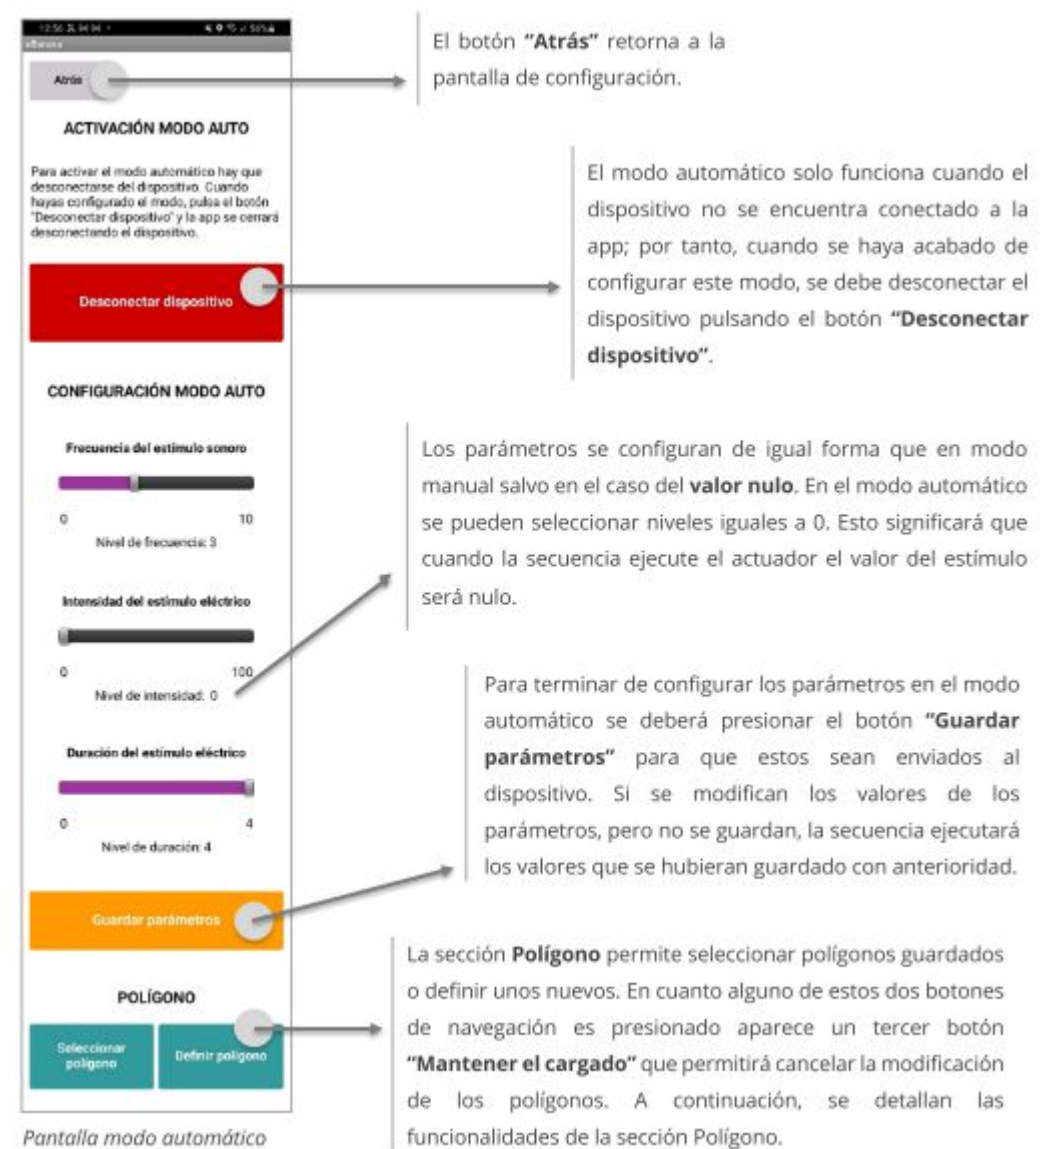 12:56
Atrás
ACTIVACIÓN MODO AUTO
Para activar el modo automático hay que
desconectarse del dispositivo. Cuando
hayas configurado el modo, pulsa el botón
"Desconectar dispositivo" y la app se cerrará
desconectando el dispositivo.
Desconectar dispositivo
CONFIGURACIÓN MODO AUTO
Frecuencia del estímulo sonoro
0 10
Nivel de frecuencia: 3
Intensidad del estímulo eléctrico
0 100
Nivel de intensidad: 0
Duración del estímulo eléctrico
0 4
Nivel de duración: 4
Guardar parámetros
POLÍGONO
Seleccionar
polígono
Definir polígono
Pantalla modo automático
El botón “Atrás” retorna a la
pantalla de configuración.
El modo automático solo funciona cuando el
dispositivo no se encuentra conectado a la
app; por tanto, cuando se haya acabado de
configurar este modo, se debe desconectar el
dispositivo pulsando el botón “Desconectar
dispositivo”.
Los parámetros se configuran de igual forma que en modo
manual salvo en el caso del valor nulo. En el modo automático
se pueden seleccionar niveles iguales a 0. Esto significará que
cuando la secuencia ejecute el actuador el valor del estímulo
será nulo.
Para terminar de configurar los parámetros en el modo
automático se deberá presionar el botón “Guardar
parámetros” para que estos sean enviados al
dispositivo. Si se modifican los valores de los
parámetros, pero no se guardan, la secuencia ejecutará
los valores que se hubieran guardado con anterioridad.
La sección Polígono permite seleccionar polígonos guardados
o definir unos nuevos. En cuanto alguno de estos dos botones
de navegación es presionado aparece un tercer botón
“Mantener el cargado” que permitirá cancelar la modificación
de los polígonos. A continuación, se detallan las
funcionalidades de la sección Polígono.